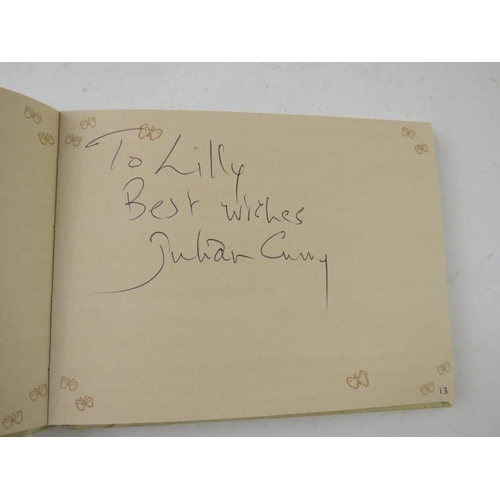 To Lilly
Best wishes
Julian Curry
13